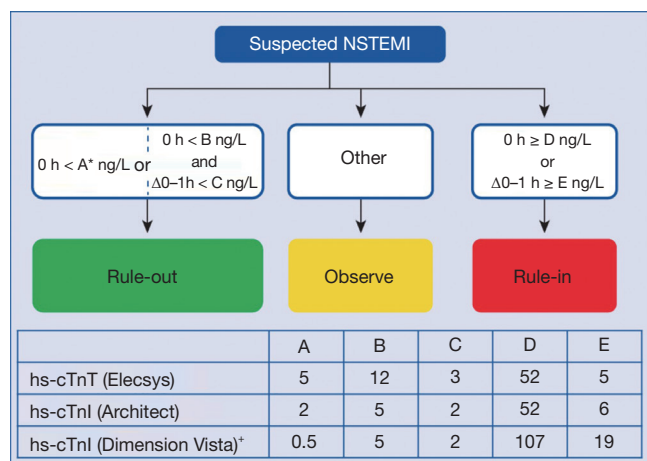 Suspected NSTEMI
0 h < A* ng/L or
0 h < B ng/L
and
Δ0–1h < C ng/L
Other
0 h ≥ D ng/L
or
Δ0–1 h ≥ E ng/L
Rule-out
Observe
Rule-in
A B C D E
hs-cTnT (Elecsys) 5 12 3 52 5
hs-cTnI (Architect) 2 5 2 52 6
hs-cTnI (Dimension Vista)+ 0.5 5 2 107 19